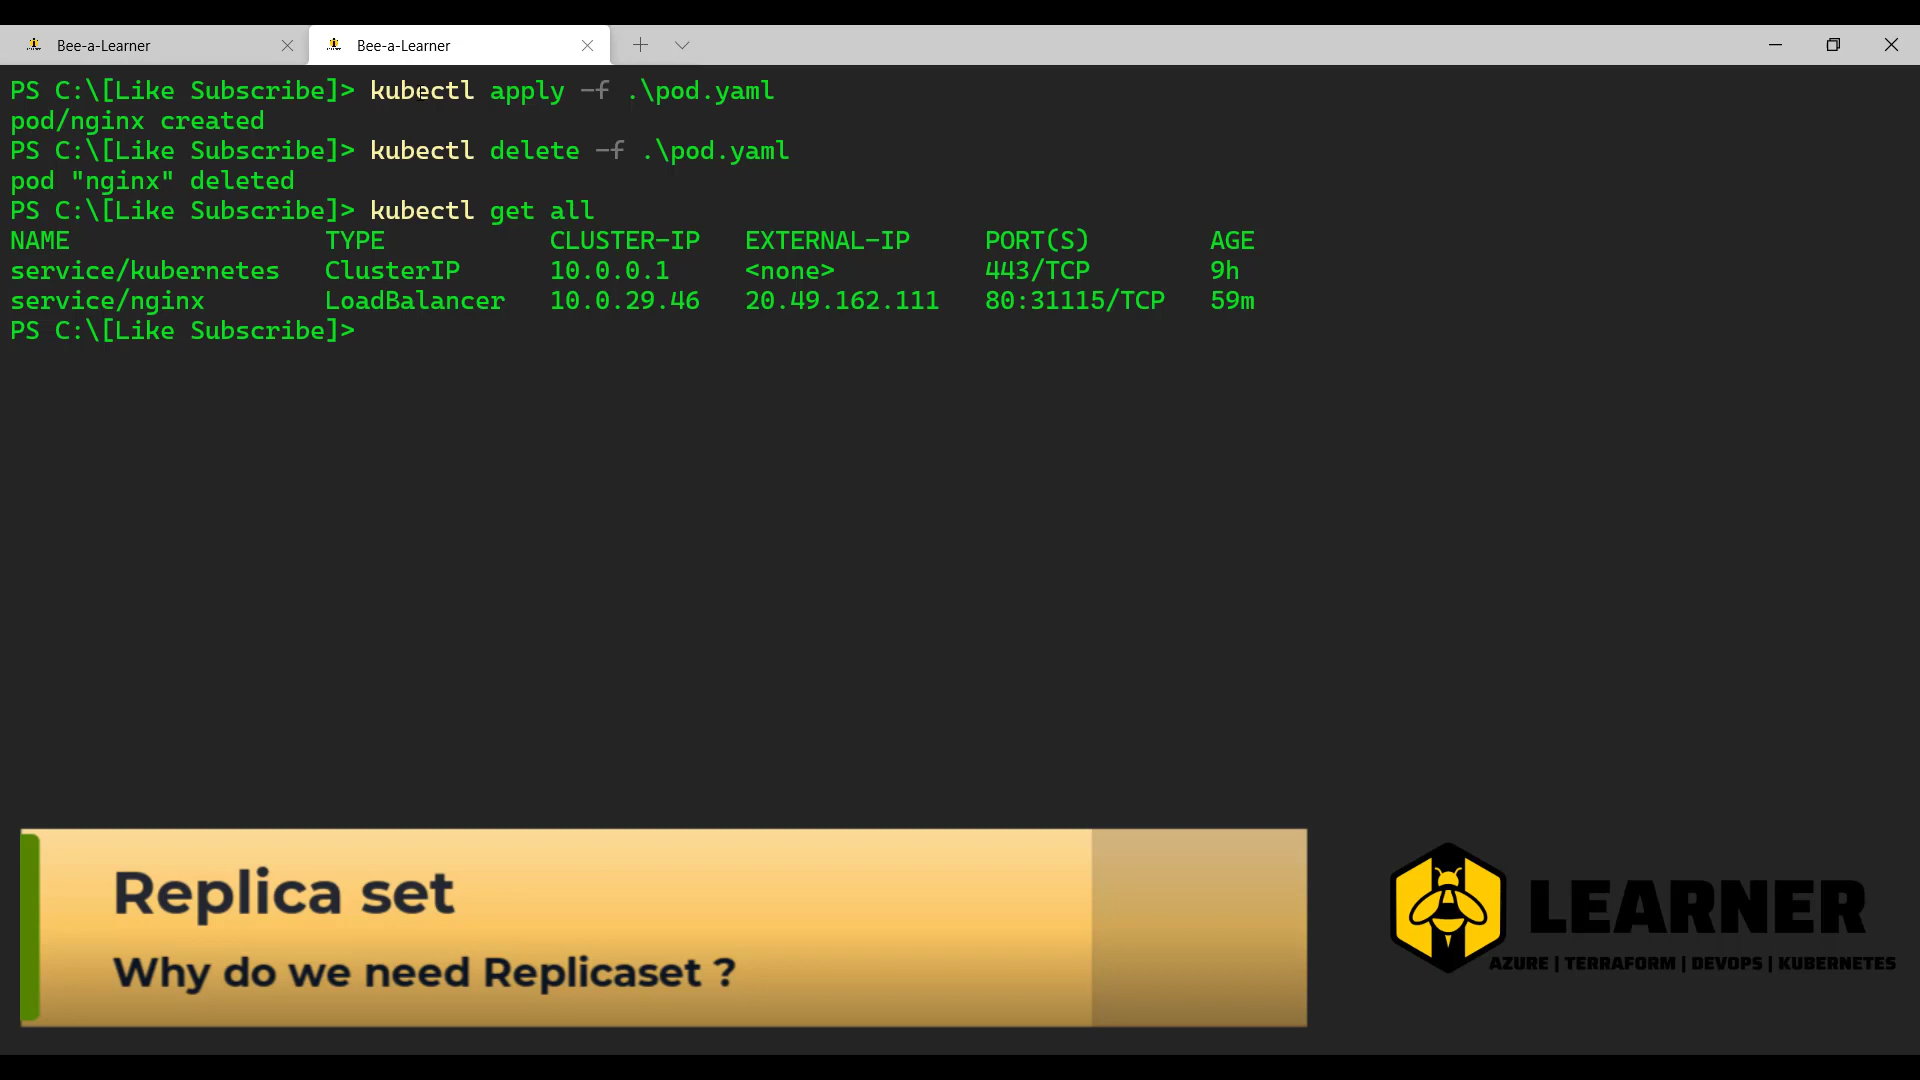 Bee-a-Learner
Bee-a-Learner
PS C:\[Like Subscribe]> kubectl apply -f .\pod.yaml
pod/nginx created
PS C:\[Like Subscribe]> kubectl delete -f .\pod.yaml
pod "nginx" deleted
PS C:\[Like Subscribe]> kubectl get all
NAME TYPE CLUSTER-IP EXTERNAL-IP PORT(S) AGE
service/kubernetes ClusterIP 10.0.0.1 <none> 443/TCP 9h
service/nginx LoadBalancer 10.0.29.46 20.49.162.111 80:31115/TCP 59m
PS C:\[Like Subscribe]>
Replica set
Why do we need Replicaset ?
LEARNER
AZURE | TERRAFORM | DEVOPS | KUBERNETES